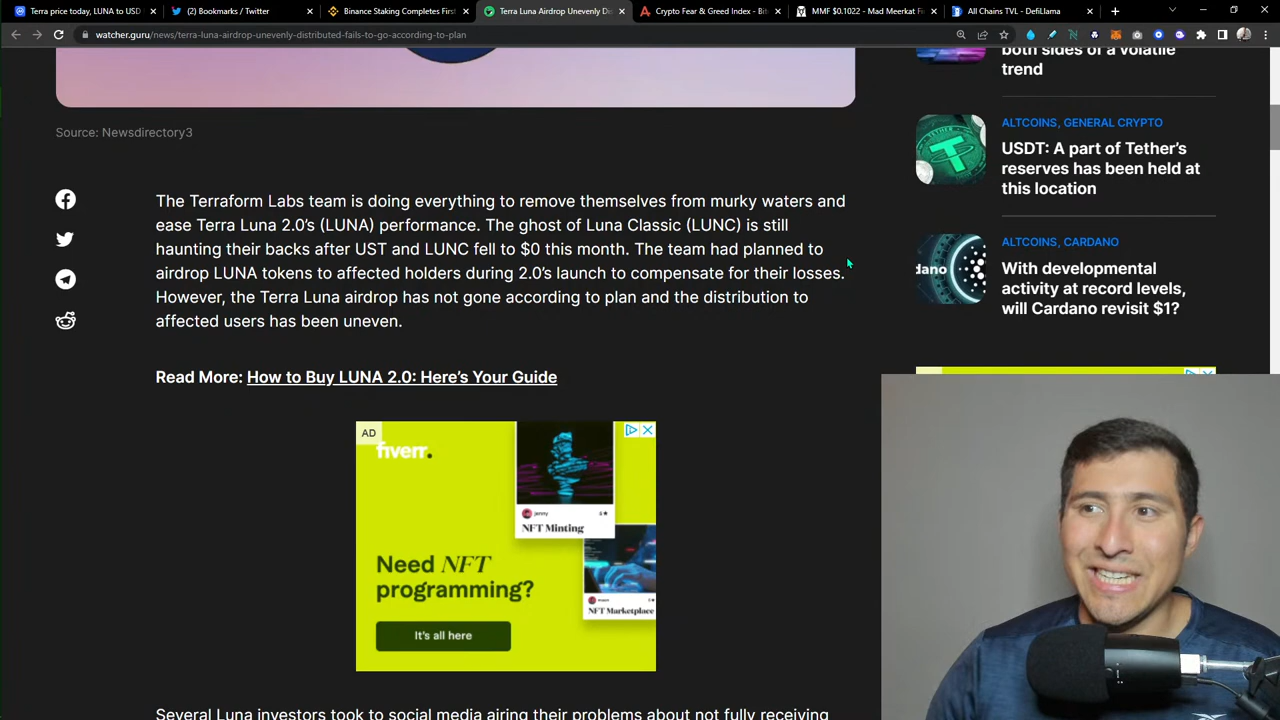 Terra price today, LUNA to USD
(2) Bookmarks / Twitter
Binance Staking Completes First
Terra Luna Airdrop Unevenly Dis
Crypto Fear & Greed Index - Bit
MMF $0.1022 - Mad Meerkat Fi
All Chains TVL - DefiLlama
watcher.guru/news/terra-luna-airdrop-unevenly-distributed-fails-to-go-according-to-plan
Source: Newsdirectory3
The Terraform Labs team is doing everything to remove themselves from murky waters and
ease Terra Luna 2.0's (LUNA) performance. The ghost of Luna Classic (LUNC) is still
haunting their backs after UST and LUNC fell to $0 this month. The team had planned to
airdrop LUNA tokens to affected holders during 2.0's launch to compensate for their losses.
However, the Terra Luna airdrop has not gone according to plan and the distribution to
affected users has been uneven.
Read More: How to Buy LUNA 2.0: Here's Your Guide
AD
fiverr.
Need NFT
programming?
It's all here
jenny
5
NFT Minting
NFT Marketplace
Several Luna investors took to social media airing their problems about not fully receiving
both sides of a volatile
trend
ALTCOINS, GENERAL CRYPTO
USDT: A part of Tether's
reserves has been held at
this location
ALTCOINS, CARDANO
dano
With developmental
activity at record levels,
will Cardano revisit $1?